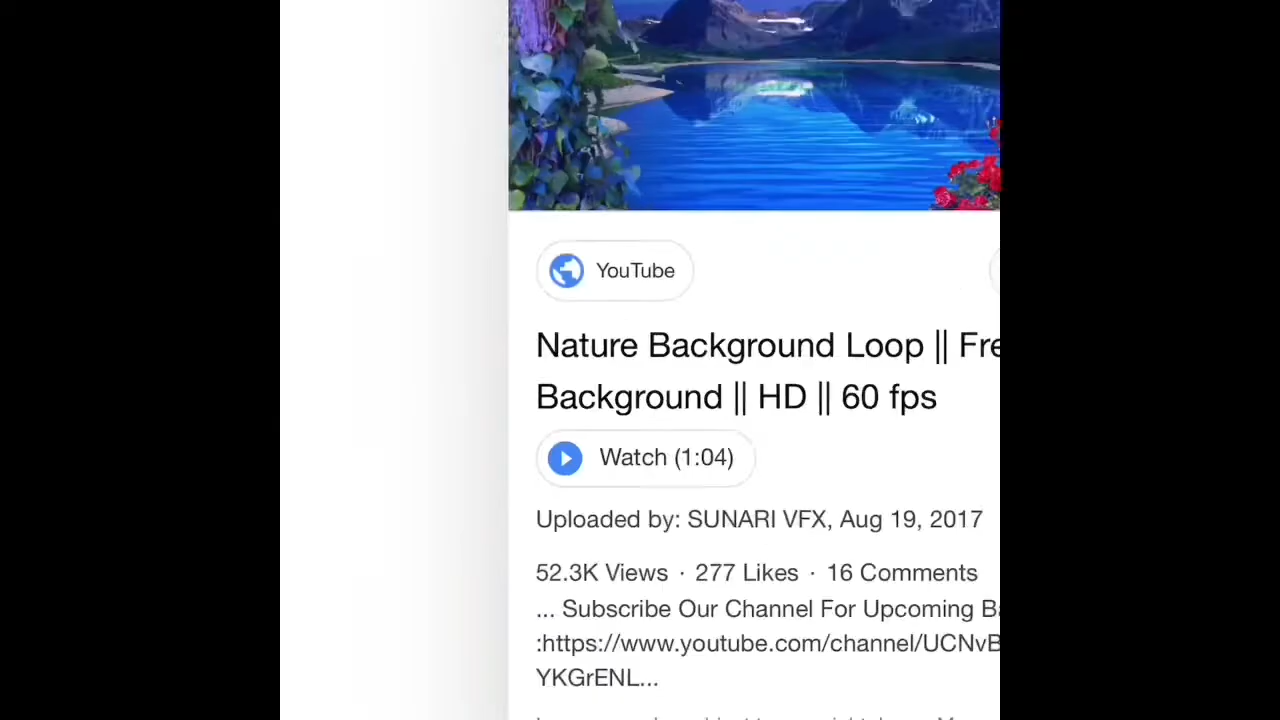 YouTube
Nature Background Loop || Fre
Background || HD || 60 fps
Watch (1:04)
Uploaded by: SUNARI VFX, Aug 19, 2017
52.3K Views · 277 Likes · 16 Comments
... Subscribe Our Channel For Upcoming Ba
:https://www.youtube.com/channel/UCNvB
YKGrENL...